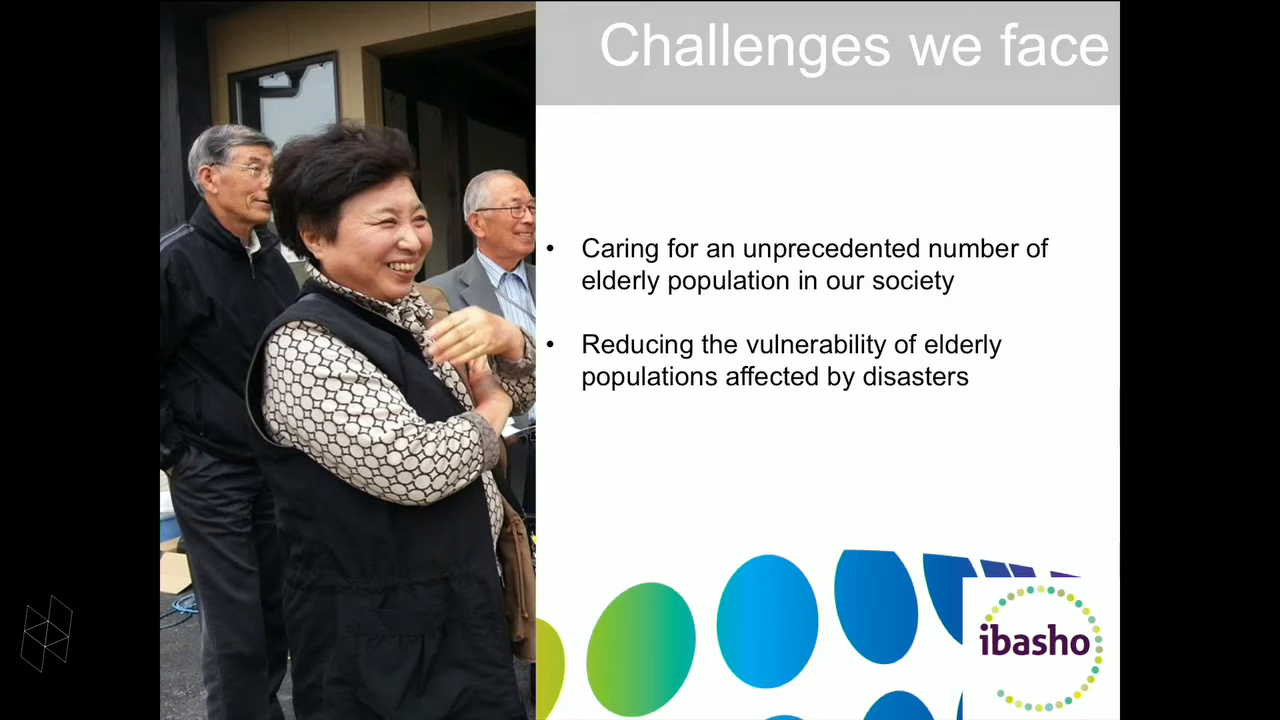 Challenges we face
• Caring for an unprecedented number of
elderly population in our society
• Reducing the vulnerability of elderly
populations affected by disasters
ibasho